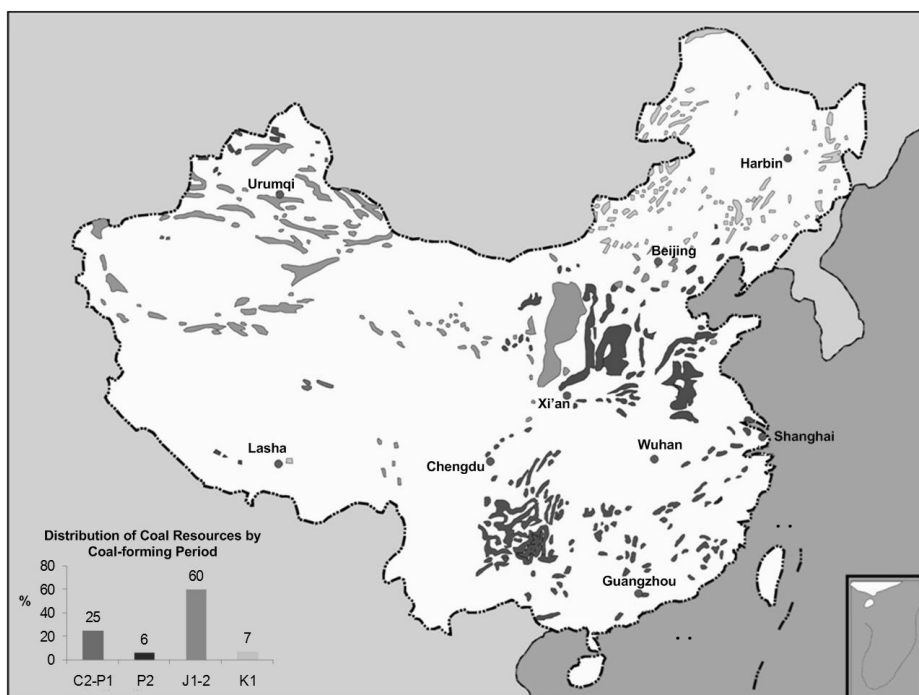 Harbin
Urumqi
Beijing
Xi'an
Shanghai
Lasha
Chengdu
Wuhan
Guangzhou
Distribution of Coal Resources by
Coal-forming Period
80
60
40
20
0
%
25
6
60
7
C2-P1
P2
J1-2
K1